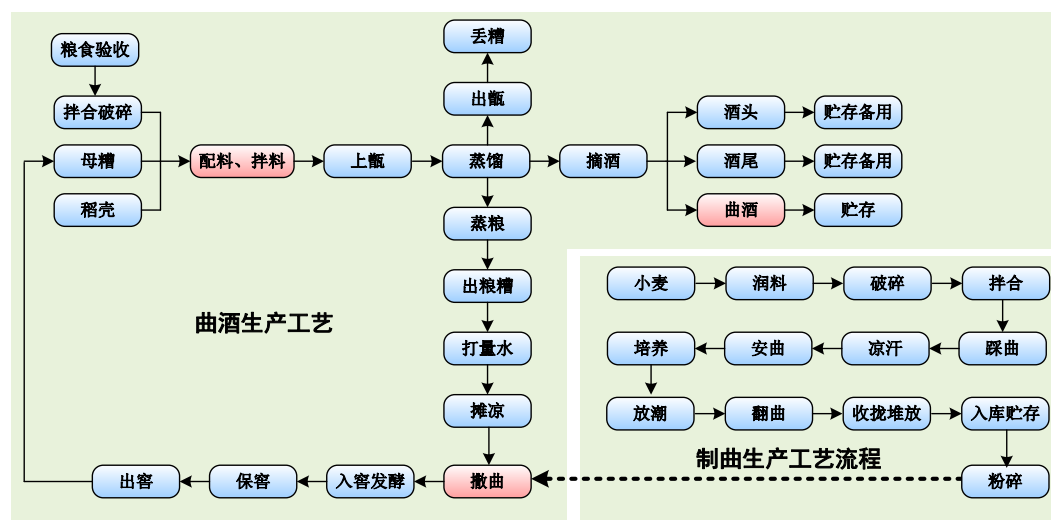 丢糟
粮食验收
出甑
拌合破碎
酒头
贮存备用
母糟
配料、拌料
上甑
蒸馏
摘酒
酒尾
贮存备用
稻壳
曲酒
贮存
蒸粮
出粮糟
小麦
润料
破碎
拌合
曲酒生产工艺
打量水
培养
安曲
凉汗
踩曲
摊凉
放潮
翻曲
收拢堆放
入库贮存
制曲生产工艺流程
出窖
保窖
入窖发酵
撒曲
粉碎